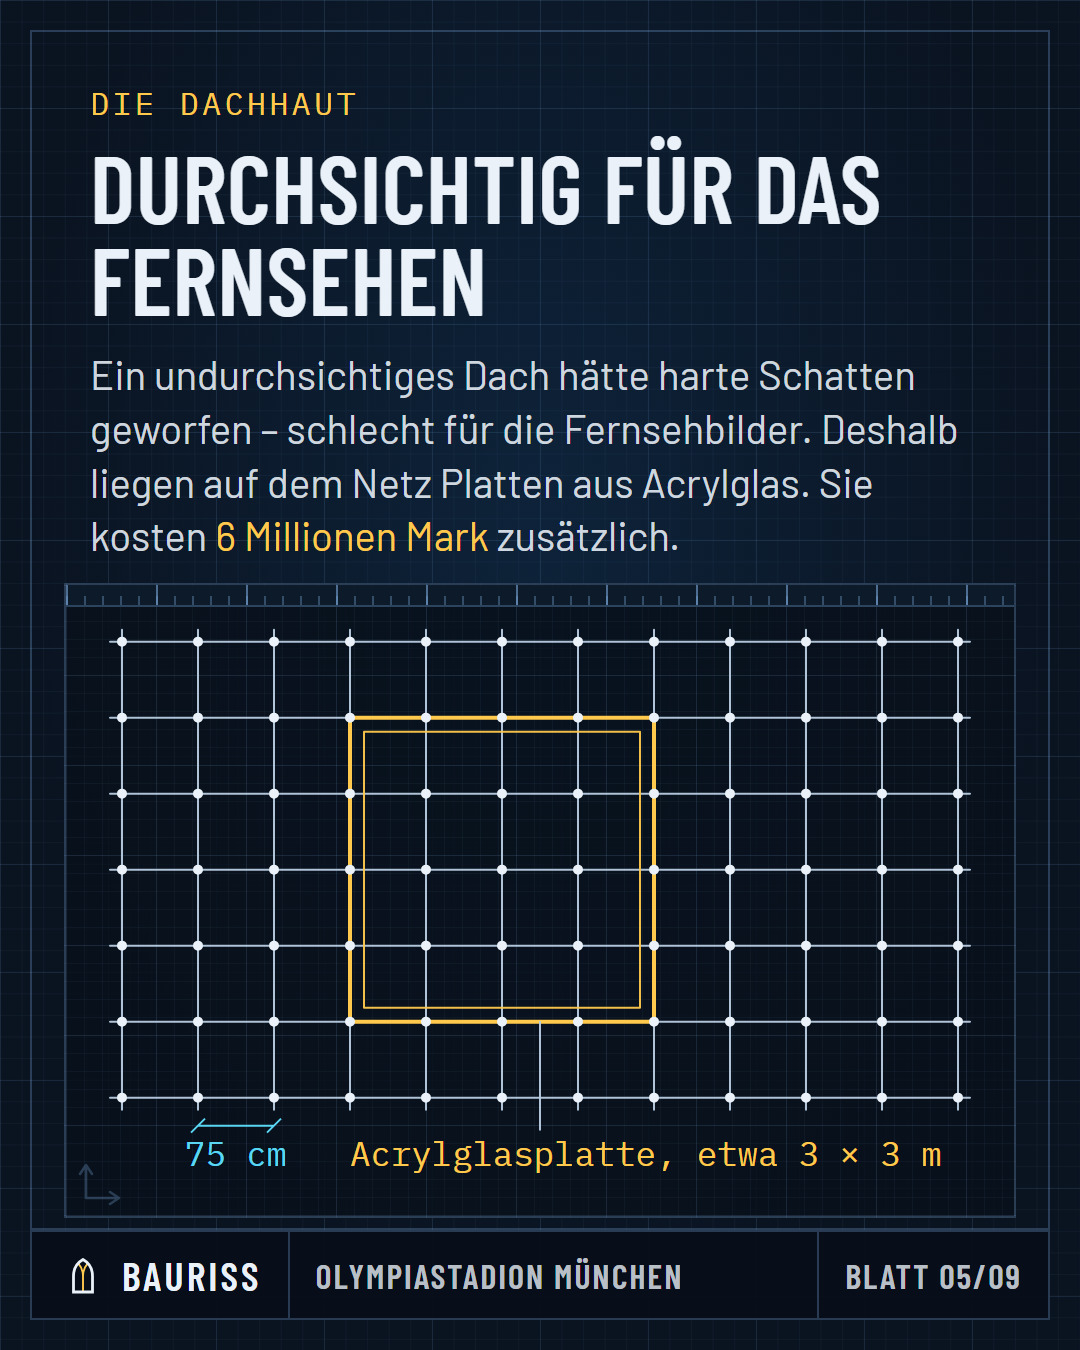 DIE DACHHAUT
DURCHSICHTIG FÜR DAS
FERNSEHEN
Ein undurchsichtiges Dach hätte harte Schatten
geworfen – schlecht für die Fernsehbilder. Deshalb
liegen auf dem Netz Platten aus Acrylglas. Sie
kosten 6 Millionen Mark zusätzlich.
75 cm
Acrylglasplatte, etwa 3 × 3 m
BAURISS
OLYMPIASTADION MÜNCHEN
BLATT 05/09